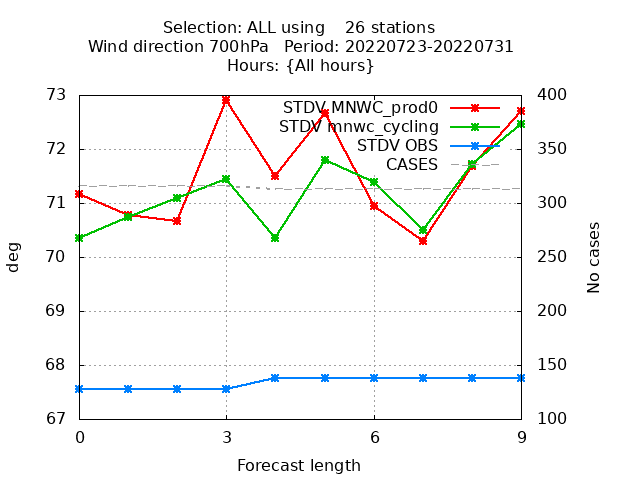 Selection: ALL using    26 stations
Wind direction 700hPa   Period: 20220723-20220731
Hours: {All hours}
STDV MNWC_prod0
STDV mnwc_cycling
STDV OBS
CASES
73
72
71
70
69
68
67
400
350
300
250
200
150
100
deg
No cases
0
3
6
9
Forecast length